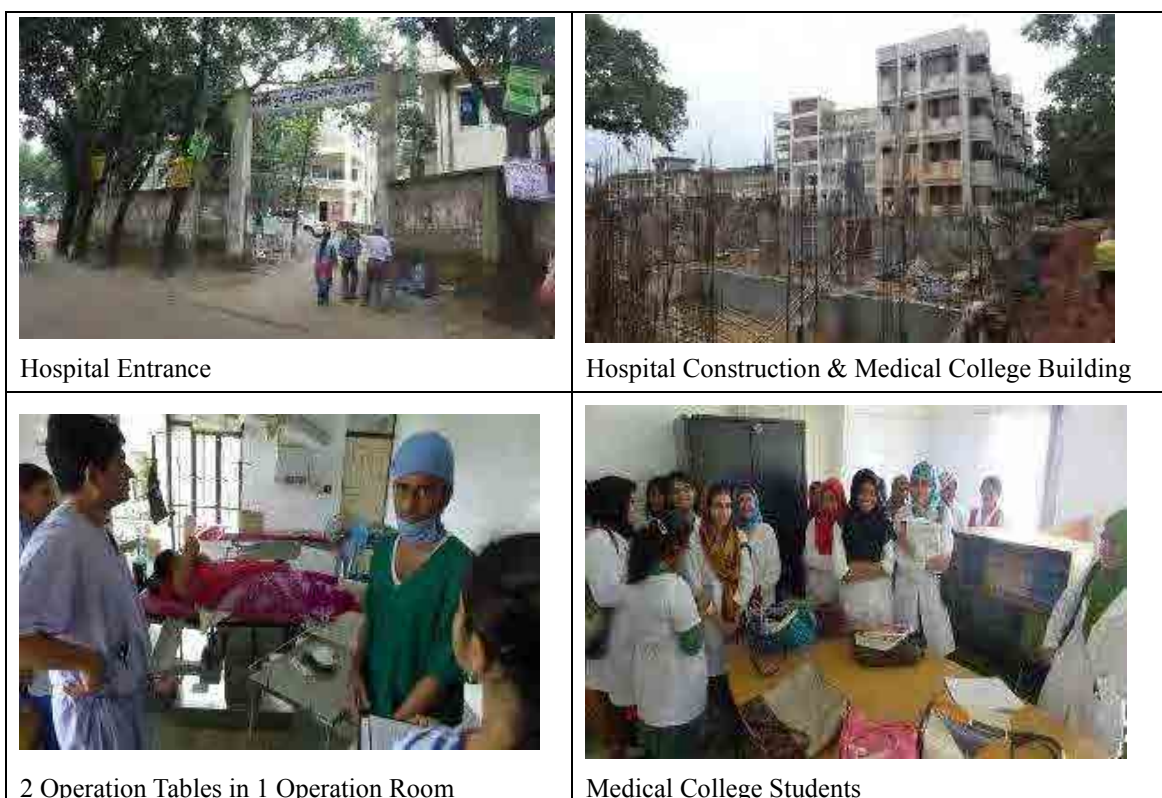 Hospital Entrance
Hospital Construction & Medical College Building
2 Operation Tables in 1 Operation Room
Medical College Students